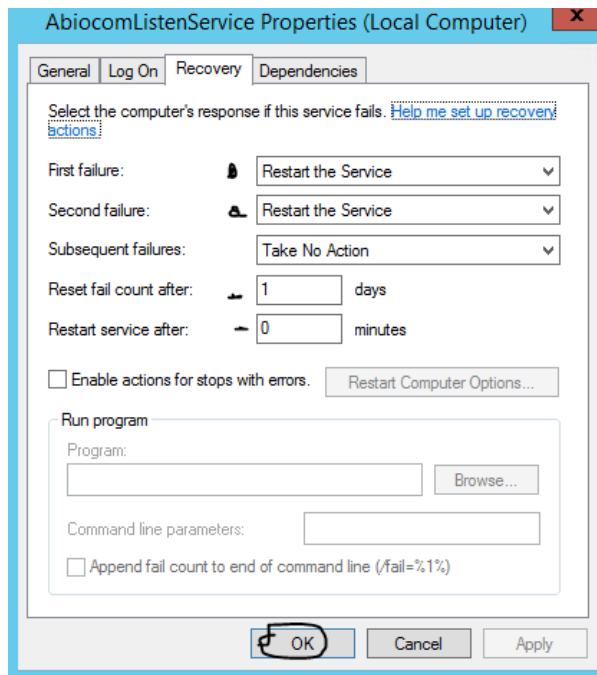 AbiocomListenService Properties (Local Computer)
x
General Log On Recovery Dependencies
Select the computer's response if this service fails. Help me set up recovery
actions.
First failure: Restart the Service
Second failure: Restart the Service
Subsequent failures: Take No Action
Reset fail count after: 1 days
Restart service after: 0 minutes
Enable actions for stops with errors. Restart Computer Options...
Run program
Program:
Browse...
Command line parameters:
Append fail count to end of command line (/fail=%1%)
OK Cancel Apply